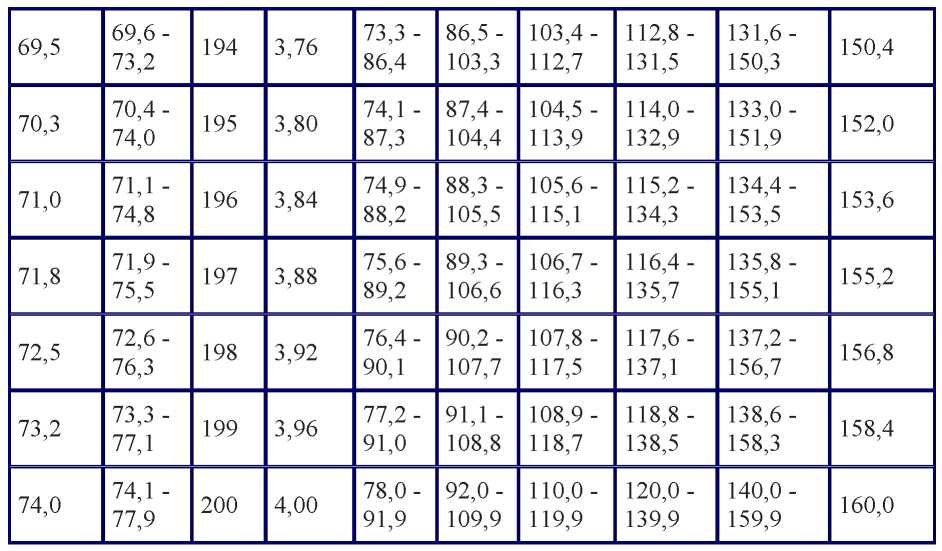 69,5 69,6 - 73,2 194 3,76 73,3 - 86,4 86,5 - 103,3 103,4 - 112,7 112,8 - 131,5 131,6 - 150,3 150,4
70,3 70,4 - 74,0 195 3,80 74,1 - 87,3 87,4 - 104,4 104,5 - 113,9 114,0 - 132,9 133,0 - 151,9 152,0
71,0 71,1 - 74,8 196 3,84 74,9 - 88,2 88,3 - 105,5 105,6 - 115,1 115,2 - 134,3 134,4 - 153,5 153,6
71,8 71,9 - 75,5 197 3,88 75,6 - 89,2 89,3 - 106,6 106,7 - 116,3 116,4 - 135,7 135,8 - 155,1 155,2
72,5 72,6 - 76,3 198 3,92 76,4 - 90,1 90,2 - 107,7 107,8 - 117,5 117,6 - 137,1 137,2 - 156,7 156,8
73,2 73,3 - 77,1 199 3,96 77,2 - 91,0 91,1 - 108,8 108,9 - 118,7 118,8 - 138,5 138,6 - 158,3 158,4
74,0 74,1 - 77,9 200 4,00 78,0 - 91,9 92,0 - 109,9 110,0 - 119,9 120,0 - 139,9 140,0 - 159,9 160,0